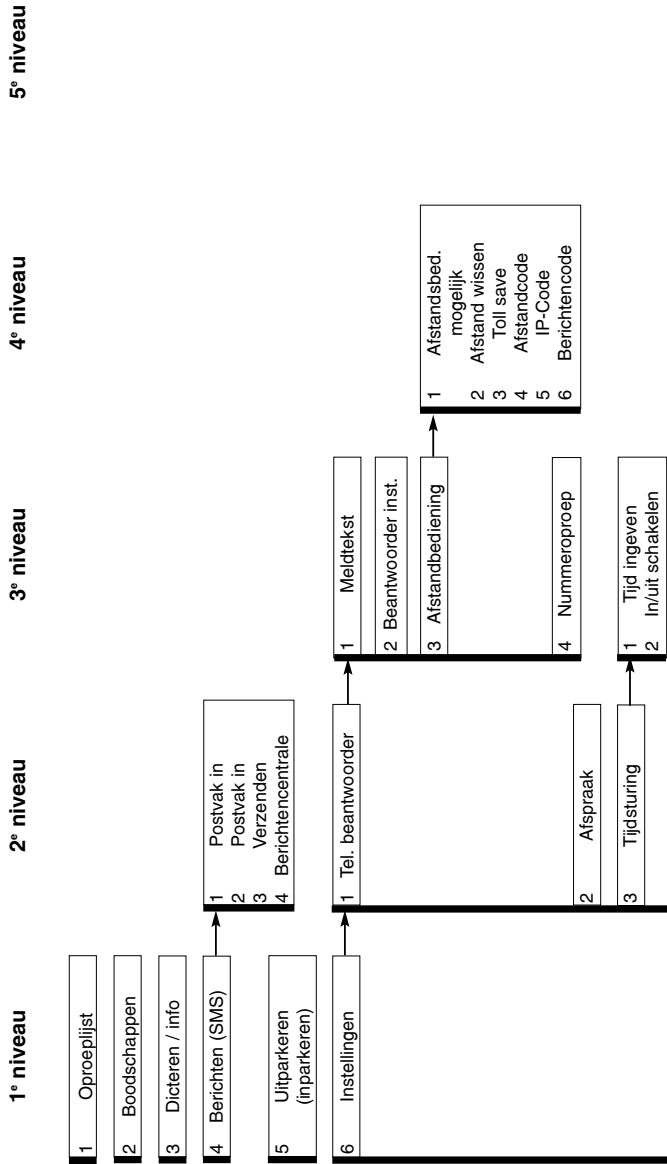 1e niveau
2e niveau
3e niveau
4e niveau
5e niveau
1 Oproeplijst
2 Boodschappen
3 Dicteren / info
4 Berichten (SMS)
1 Postvak in
2 Postvak in
3 Verzenden
4 Berichtencentrale
5 Uitparkeren
(inparkeren)
6 Instellingen
1 Tel. beantwoorder
1 Meldtekst
2 Beantwoorder inst.
3 Afstandbediening
1 Afstandsbed.
mogelijk
2 Afstand wissen
3 Toll save
4 Afstandcode
5 IP-Code
6 Berichtencode
4 Nummeroproep
2 Afspraak
3 Tijdsturing
1 Tijd ingeven
2 In/uit schakelen